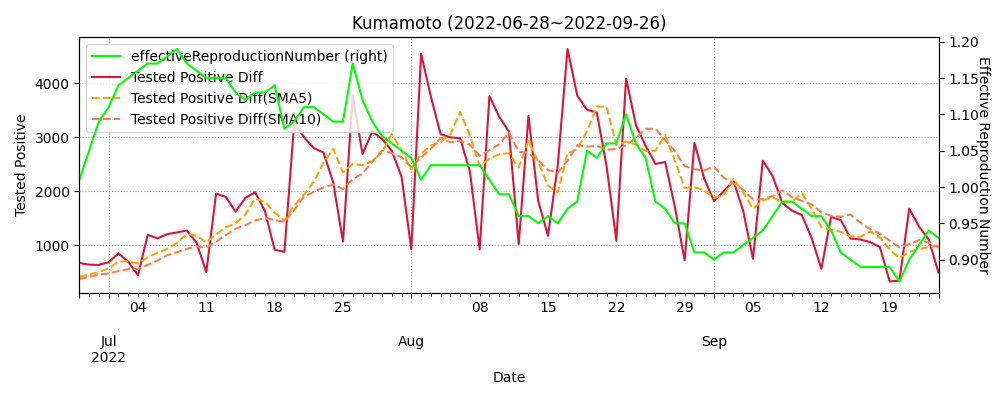 Kumamoto (2022-06-28~2022-09-26)
effectiveReproductionNumber (right)
Tested Positive Diff
Tested Positive Diff(SMA5)
Tested Positive Diff(SMA10)
Tested Positive
4000
3000
2000
1000
1.20
1.15
1.10
1.05
1.00
0.95
0.90
Effective Reproduction Number
04 11 18 25 08 15 22 29 05 12 19
Jul Aug Sep
2022
Date